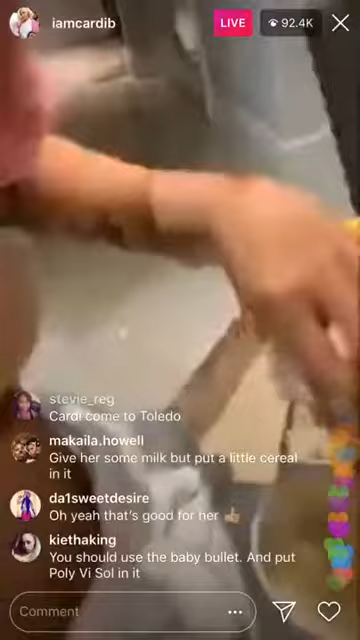 iamcardib
LIVE
92.4K
stevie_reg
Cardi come to Toledo
makaila.howell
Give her some milk but put a little cereal
in it
da1sweetdesire
Oh yeah that's good for her 👍🏼
kiethaking
You should use the baby bullet. And put
Poly Vi Sol in it
Comment